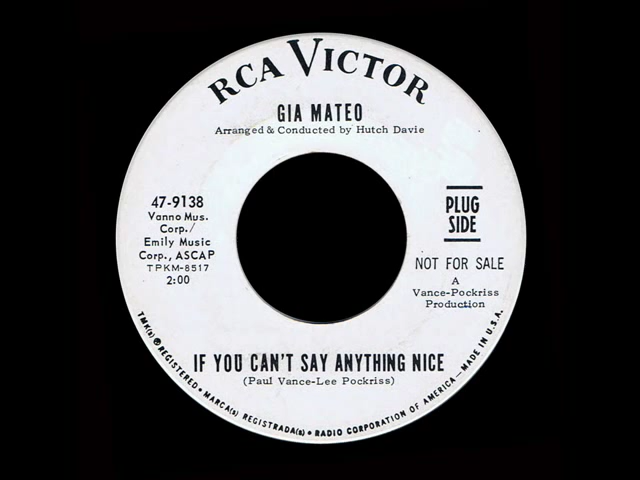 RCA VICTOR
GIA MATEO
Arranged & Conducted by Hutch Davie
47-9138
Vanno Mus.
Corp./
Emily Music
Corp., ASCAP
TPKM-8517
2:00
PLUG
SIDE
NOT FOR SALE
A
Vance-Pockriss
Production
IF YOU CAN'T SAY ANYTHING NICE
(Paul Vance-Lee Pockriss)
TMK(s) ® REGISTERED • MARCA(s) REGISTRADA(s) • RADIO CORPORATION OF AMERICA—MADE IN U.S.A.